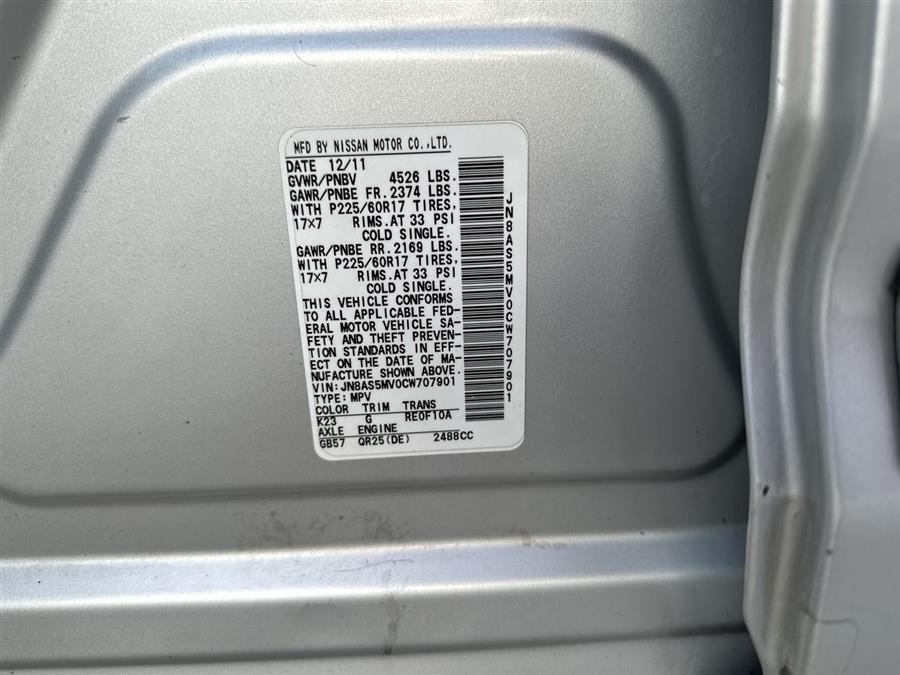 MFD BY NISSAN MOTOR CO.,LTD.
DATE 12/11
GVWR/PNBV 4526 LBS.
GAWR/PNBE FR.2374 LBS.
WITH P225/60R17 TIRES,
17X7 RIMS.AT 33 PSI
COLD SINGLE.
GAWR/PNBE RR.2169 LBS.
WITH P225/60R17 TIRES,
17X7 RIMS.AT 33 PSI
COLD SINGLE.
THIS VEHICLE CONFORMS
TO ALL APPLICABLE FED-
ERAL MOTOR VEHICLE SA-
FETY AND THEFT PREVEN-
TION STANDARDS IN EFF-
ECT ON THE DATE OF MA-
NUFACTURE SHOWN ABOVE.
VIN:JN8AS5MV0CW707901
TYPE:MPV
COLOR TRIM TRANS
K23 G RE0F10A
AXLE ENGINE
GB57 QR25(DE) 2488CC
JN8AS5MV0CW707901